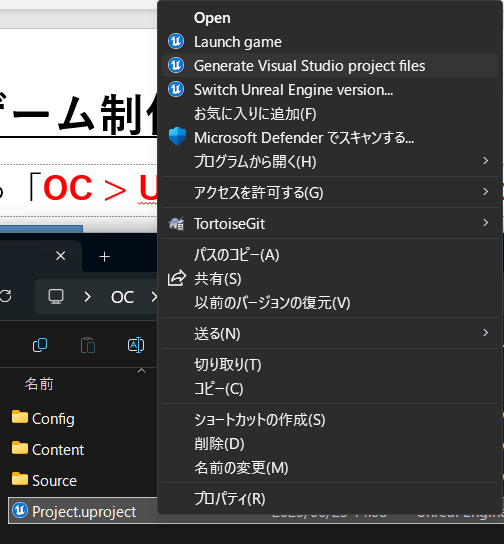 Open
Launch game
Generate Visual Studio project files
Switch Unreal Engine version...
お気に入りに追加(F)
Microsoft Defender でスキャンする...
プログラムから開く(H)
アクセスを許可する(G)
TortoiseGit
パスのコピー(A)
共有(S)
以前のバージョンの復元(V)
送る(N)
切り取り(T)
コピー(C)
ショートカットの作成(S)
削除(D)
名前の変更(M)
プロパティ(R)
ゲーム制
「OC > U
OC
名前
Config
Content
Source
Project.uproject